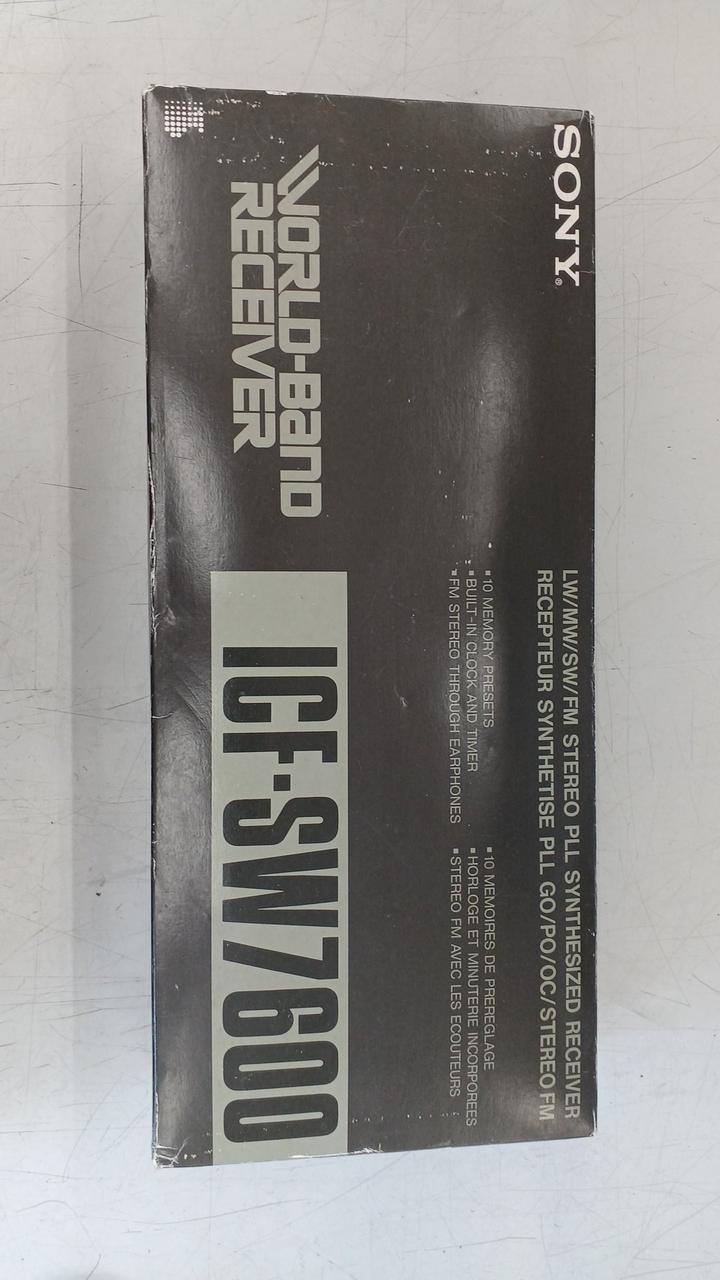 SONY®
LW/MW/SW/FM STEREO PLL SYNTHESIZED RECEIVER
RECEPTEUR SYNTHETISE PLL GO/PO/OC/STEREO FM
▪10 MEMORY PRESETS
▪BUILT-IN CLOCK AND TIMER
▪FM STEREO THROUGH EARPHONES
▪10 MEMOIRES DE PREREGLAGE
▪HORLOGE ET MINUTERIE INCORPOREES
▪STEREO FM AVEC LES ECOUTEURS
WORLD-BAND
RECEIVER
ICF-SW7600